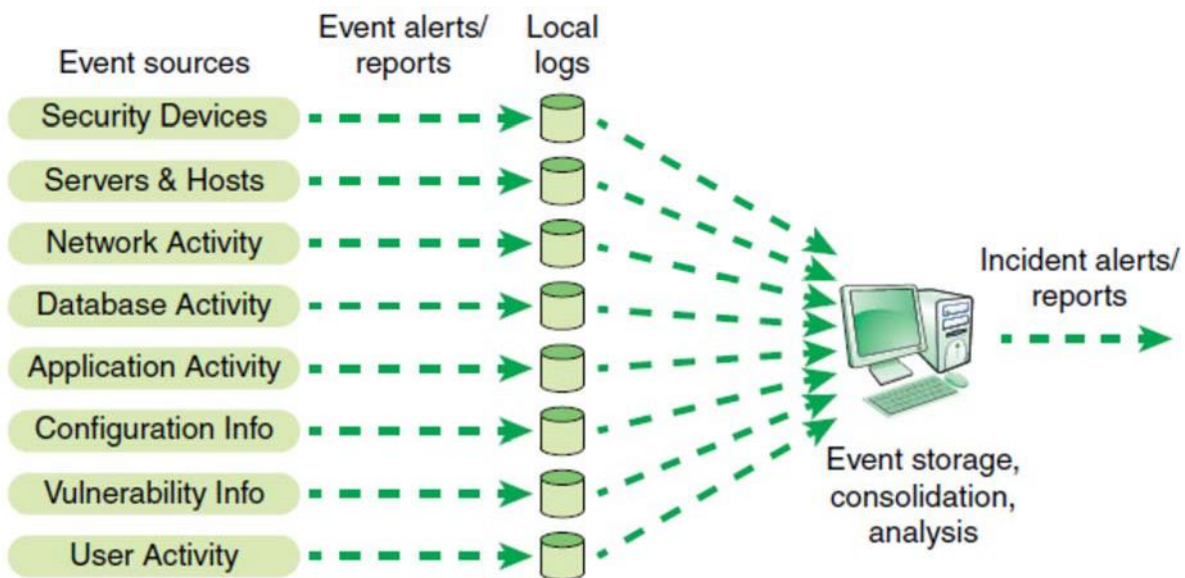 Event sources
Event alerts/
reports
Local
logs
Security Devices
Servers & Hosts
Network Activity
Database Activity
Application Activity
Configuration Info
Vulnerability Info
User Activity
Event storage,
consolidation,
analysis
Incident alerts/
reports